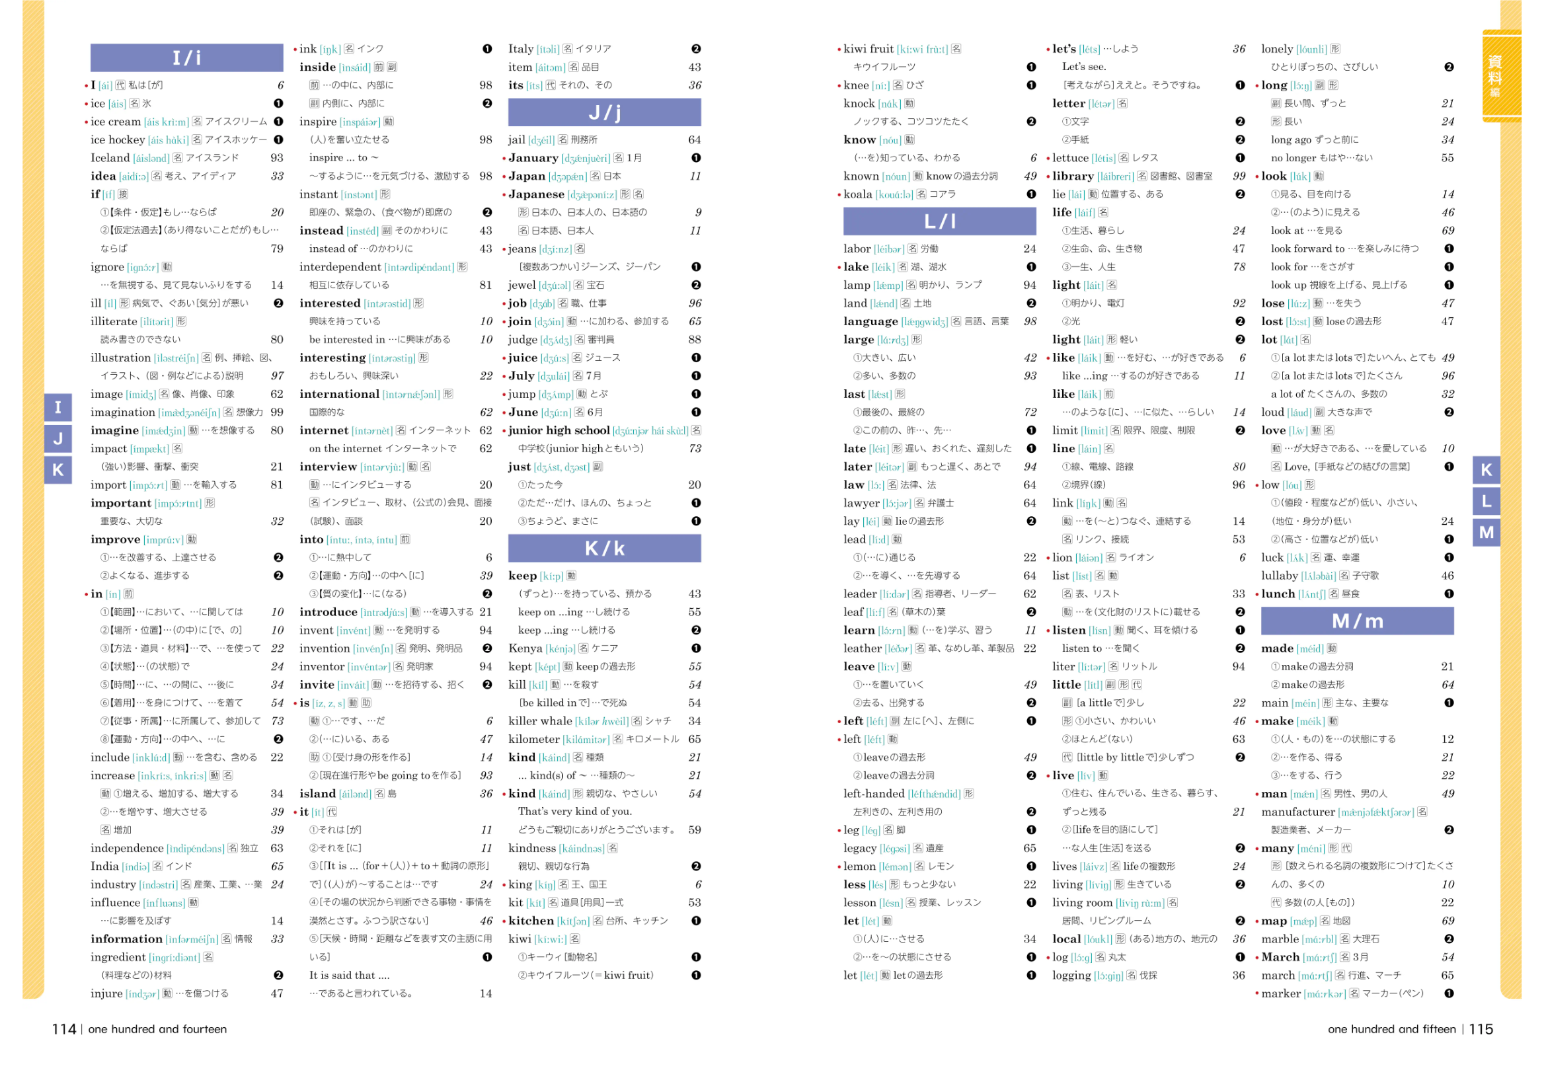 I / i
• I [ái] 代 私は[が] 6
• ice [áis] 名 氷 ❶
• ice cream [áis kríːm] 名 アイスクリーム ❶
ice hockey [áis háki] 名 アイスホッケー ❶
Iceland [áislənd] 名 アイスランド 93
idea [aidíːə] 名 考え、アイディア 33
if [íf] 接
①【条件・仮定】もし…ならば 20
②【仮定法過去】(あり得ないことだが)もし…
ならば 79
ignore [ignɔ́ːr] 動
…を無視する、見て見ないふりをする 14
ill [íl] 形 病気で、ぐあい[気分]が悪い ❷
illiterate [ilítərit] 形
読み書きのできない 80
illustration [iləstréiʃn] 名 例、挿絵、図、
イラスト、(図・例などによる)説明 97
image [ímidʒ] 名 像、肖像、印象 62
imagination [imædʒənéiʃn] 名 想像力 99
imagine [imǽdʒin] 動 …を想像する 80
impact [ímpækt] 名
(強い)影響、衝撃、衝突 21
import [impɔ́ːrt] 動 …を輸入する 81
important [impɔ́ːrtnt] 形
重要な、大切な 32
improve [imprúːv] 動
①…を改善する、上達させる ❷
②よくなる、進歩する ❷
• in [ín] 前
①【範囲】…において、…に関しては 10
②【場所・位置】…(の中)に[で、の] 10
③【方法・道具・材料】…で、…を使って 22
④【状態】…(の状態)で 24
⑤【時間】…に、…の間に、…後に 34
⑥【着用】…を身につけて、…を着て 54
⑦【従事・所属】…に所属して、参加して 73
⑧【運動・方向】…の中へ、…に ❷
include [inklúːd] 動 …を含む、含める 22
increase [inkríːs, ínkriːs] 動 名
動 ①増える、増加する、増大する 34
②…を増やす、増大させる 39
名 増加 39
independence [indipéndəns] 名 独立 63
India [índiə] 名 インド 65
industry [índəstri] 名 産業、工業、…業 24
influence [ínfluəns] 動
…に影響を及ぼす 14
information [infərméiʃn] 名 情報 33
ingredient [ingríːdiənt] 名
(料理などの)材料 ❷
injure [índʒər] 動 …を傷つける 47
• ink [íŋk] 名 インク ❶
inside [insáid] 前 副
前 …の中に、内部に 98
副 内側に、内部に ❷
inspire [inspáiər] 動
(人)を奮い立たせる 98
inspire ... to ~
～するように…を元気づける、激励する 98
instant [ínstənt] 形
即座の、緊急の、(食べ物が)即席の ❷
instead [instéd] 副 そのかわりに 43
instead of …のかわりに 43
interdependent [intərdipéndənt] 形
相互に依存している 81
interested [íntərəstid] 形
興味を持っている 10
be interested in …に興味がある 10
interesting [íntərəstiŋ] 形
おもしろい、興味深い 22
international [intərnǽʃənl] 形
国際的な 62
internet [íntərnèt] 名 インターネット 62
on the internet インターネットで 62
interview [íntərvjùː] 動 名
動 …にインタビューする 20
名 インタビュー、取材、(公式の)会見、面接
(試験)、面談 20
into [íntuː, íntə, íntu] 前
①…に熱中して 6
②【運動・方向】…の中へ[に] 39
③【質の変化】…に(なる) ❷
introduce [intrədjúːs] 動 …を導入する 21
invent [invént] 動 …を発明する 94
invention [invénʃn] 名 発明、発明品 ❷
inventor [invéntər] 名 発明家 94
invite [inváit] 動 …を招待する、招く ❷
• is [iz, z, s] 動 助
動 ①…です、…だ 6
②(…に)いる、ある 47
助 ①[受け身の形を作る] 14
②[現在進行形やbe going toを作る] 93
island [áilənd] 名 島 36
• it [ít] 代
①それは[が] 11
②それを[に] 11
③[「It is ... (for＋(人))＋to＋動詞の原形」
で]((人)が)～することは…です 24
④[その場の状況から判断できる事物・事情を
漠然とさす。ふつう訳さない] 46
⑤[天候・時間・距離などを表す文の主語に用
いる] ❶
It is said that ....
…であると言われている。 14
Italy [ítəli] 名 イタリア ❷
item [áitəm] 名 品目 43
its [its] 代 それの、その 36
J / j
jail [dʒéil] 名 刑務所 64
• January [dʒǽnjuèri] 名 1月 ❶
• Japan [dʒəpǽn] 名 日本 11
• Japanese [dʒæpəníːz] 形 名
形 日本の、日本人の、日本語の 9
名 日本語、日本人 11
• jeans [dʒíːnz] 名
[複数あつかい]ジーンズ、ジーパン ❶
jewel [dʒúːəl] 名 宝石 ❷
• job [dʒáb] 名 職、仕事 96
• join [dʒɔ́in] 動 …に加わる、参加する 65
judge [dʒʌ́dʒ] 名 審判員 88
• juice [dʒúːs] 名 ジュース ❶
• July [dʒulái] 名 7月 ❶
• jump [dʒʌ́mp] 動 とぶ ❶
• June [dʒúːn] 名 6月 ❶
• junior high school [dʒúːnjər hái skúːl] 名
中学校(junior highともいう) 73
just [dʒʌ́st, dʒəst] 副
①たった今 20
②ただ…だけ、ほんの、ちょっと ❶
③ちょうど、まさに ❶
K / k
keep [kíːp] 動
(ずっと)…を持っている、預かる 43
keep on ...ing …し続ける 55
keep ...ing …し続ける ❷
Kenya [kénjə] 名 ケニア ❶
kept [képt] 動 keepの過去形 55
kill [kíl] 動 …を殺す 54
[be killed inで]…で死ぬ 54
killer whale [kílər hwéil] 名 シャチ 34
kilometer [kilámitər] 名 キロメートル 65
kind [káind] 名 種類 21
... kind(s) of ~ …種類の～ 21
• kind [káind] 形 親切な、やさしい 54
That's very kind of you.
どうもご親切にありがとうございます。 59
kindness [káindnəs] 名
親切、親切な行為 ❷
• king [kíŋ] 名 王、国王 6
kit [kít] 名 道具[用具]一式 53
• kitchen [kítʃən] 名 台所、キッチン ❶
kiwi [kíːwiː] 名
①キーウィ[動物名] ❶
②キウイフルーツ(＝kiwi fruit) ❶
I
J
K
114 | one hundred and fourteen
• kiwi fruit [kíːwi frùːt] 名
キウイフルーツ ❶
• knee [níː] 名 ひざ ❶
knock [nák] 動
ノックする、コツコツたたく ❷
know [nóu] 動
(…を)知っている、わかる 6
known [nóun] 動 knowの過去分詞 49
• koala [kouáːlə] 名 コアラ ❶
L / l
labor [léibər] 名 労働 24
• lake [léik] 名 湖、湖水 ❶
lamp [lǽmp] 名 明かり、ランプ 94
land [lǽnd] 名 土地 ❷
language [lǽŋgwidʒ] 名 言語、言葉 98
large [láːrdʒ] 形
①大きい、広い 42
②多い、多数の 93
last [lǽst] 形
①最後の、最終の 72
②この前の、昨…、先… ❶
late [léit] 形 遅い、おくれた、遅刻した ❶
later [léitər] 副 もっと遅く、あとで 94
law [lɔ́ː] 名 法律、法 64
lawyer [lɔ́ːjər] 名 弁護士 64
lay [léi] 動 lieの過去形 ❷
lead [líːd] 動
①(…に)通じる 22
②…を導く、…を先導する 64
leader [líːdər] 名 指導者、リーダー 62
leaf [líːf] 名 (草木の)葉 ❷
learn [lə́ːrn] 動 (…を)学ぶ、習う 11
leather [léðər] 名 革、なめし革、革製品 22
leave [líːv] 動
①…を置いていく 49
②去る、出発する ❷
• left [léft] 副 左に[へ]、左側に ❶
• left [léft] 動
①leaveの過去形 49
②leaveの過去分詞 ❷
left-handed [léfthǽndid] 形
左利きの、左利き用の ❷
• leg [lég] 名 脚 ❶
legacy [légəsi] 名 遺産 65
• lemon [lémən] 名 レモン ❶
less [lés] 形 もっと少ない 22
lesson [lésn] 名 授業、レッスン ❶
let [lét] 動
①(人)に…させる 34
②…を～の状態にさせる ❶
let [lét] 動 letの過去形 ❶
• let's [léts] …しよう 36
Let's see.
[考えながら]ええと。そうですね。 ❶
letter [létər] 名
①文字 ❷
②手紙 ❷
• lettuce [létis] 名 レタス ❶
• library [láibreri] 名 図書館、図書室 99
lie [lái] 動 位置する、ある ❷
life [láif] 名
①生活、暮らし 24
②生命、命、生き物 47
③一生、人生 78
light [láit] 名
①明かり、電灯 92
②光 ❷
light [láit] 形 軽い ❷
• like [láik] 動 …を好む、…が好きである 6
like ...ing …するのが好きである 11
like [láik] 前
…のような[に]、…に似た、…らしい 14
limit [límit] 名 限界、限度、制限 ❷
line [láin] 名
①線、電線、路線 80
②境界(線) 96
link [líŋk] 動 名
動 …を(～と)つなぐ、連結する 14
名 リンク、接続 53
• lion [láiən] 名 ライオン 6
list [líst] 名 動
名 表、リスト 33
動 …を(文化財のリストに)載せる ❷
• listen [lísn] 動 聞く、耳を傾ける ❶
listen to …を聞く ❷
liter [líːtər] 名 リットル 94
little [lítl] 副 形 代
副 [a littleで]少し 22
形 ①小さい、かわいい 46
②ほとんど(ない) 63
代 [little by littleで]少しずつ ❷
• live [lív] 動
①住む、住んでいる、生きる、暮らす、
ずっと残る 21
②[lifeを目的語にして]
…な人生[生活]を送る ❷
lives [láivz] 名 lifeの複数形 24
living [líviŋ] 形 生きている ❷
living room [líviŋ rùːm] 名
居間、リビングルーム ❷
local [lóukl] 形 (ある)地方の、地元の 36
• log [lɔ́ːg] 名 丸太 ❶
logging [lɔ́ːgiŋ] 名 伐採 36
lonely [lóunli] 形
ひとりぼっちの、さびしい ❷
• long [lɔ́ːŋ] 副 形
副 長い間、ずっと 21
形 長い 24
long ago ずっと前に 34
no longer もはや…ない 55
• look [lúk] 動
①見る、目を向ける 14
②…(のように)に見える 46
look at …を見る 69
look forward to …を楽しみに待つ ❶
look for …をさがす ❶
look up 視線を上げる、見上げる ❶
lose [lúːz] 動 …を失う 47
lost [lɔ́ːst] 動 loseの過去形 47
lot [lát] 名
①[a lotまたはlotsで]たいへん、とても 49
②[a lotまたはlotsで]たくさん 96
a lot of たくさんの、多数の 32
loud [láud] 副 大きな声で ❷
love [lʌ́v] 動 名
動 …が大好きである、…を愛している 10
名 Love, [手紙などの結びの言葉] ❶
• low [lóu] 形
①(値段・程度などが)低い、小さい、
(地位・身分が)低い 24
②(高さ・位置などが)低い ❶
luck [lʌ́k] 名 運、幸運 ❶
lullaby [lʌ́ləbài] 名 子守歌 46
• lunch [lʌ́ntʃ] 名 昼食 ❶
M / m
made [méid] 動
①makeの過去分詞 21
②makeの過去形 64
main [méin] 形 主な、主要な ❶
• make [méik] 動
①(人・もの)を…の状態にする 12
②…を作る、得る 21
③…をする、行う 22
• man [mǽn] 名 男性、男の人 49
manufacturer [mænjəfǽktʃərər] 名
製造業者、メーカー ❷
• many [méni] 形 代
形 [数えられる名詞の複数形につけて]たくさ
んの、多くの 10
代 多数(の人[もの]) 22
• map [mǽp] 名 地図 69
marble [máːrbl] 名 大理石 ❷
• March [máːrtʃ] 名 3月 54
march [máːrtʃ] 名 行進、マーチ 65
• marker [máːrkər] 名 マーカー(ペン) ❶
資料編
K
L
M
one hundred and fifteen | 115